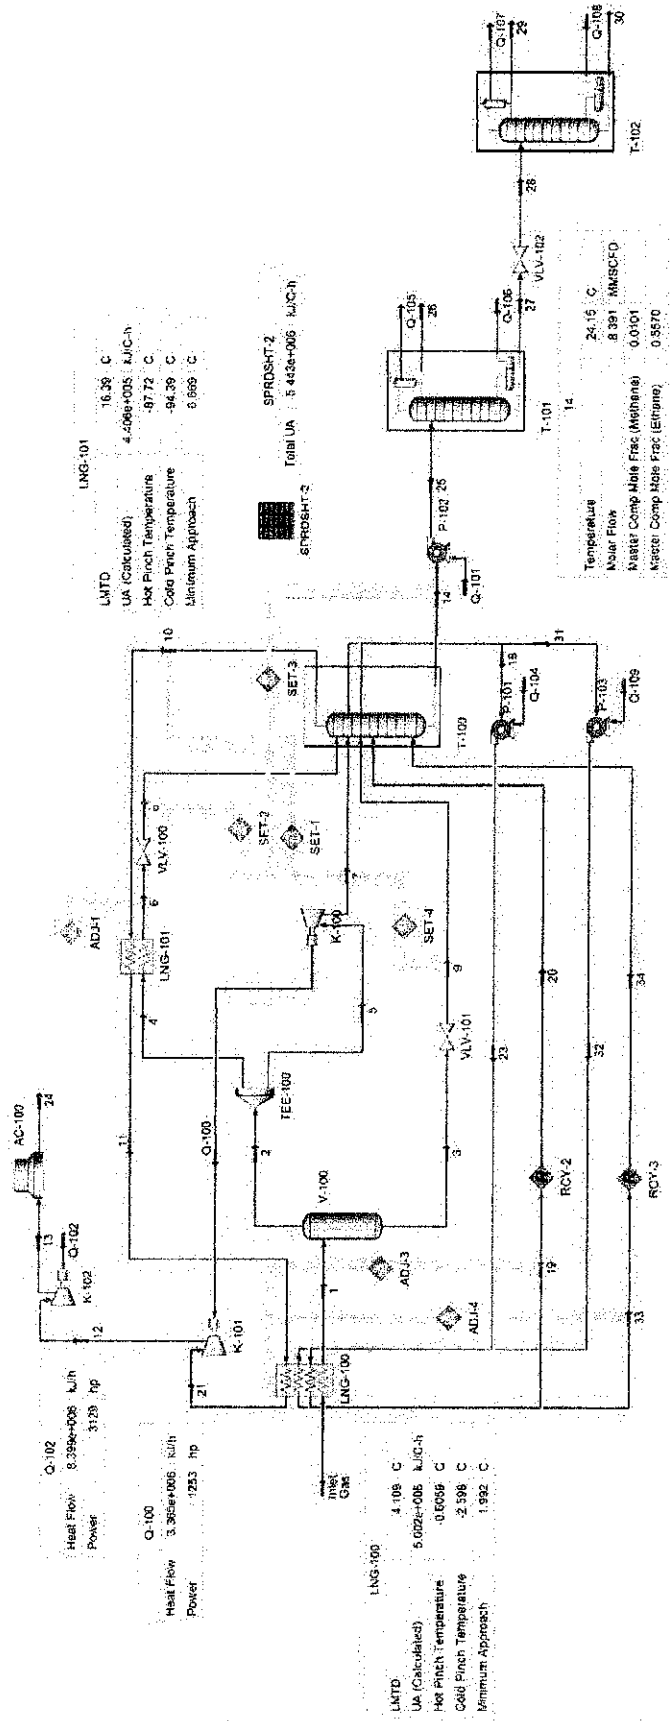 Q-102
Heat Flow 8.399e+006 kJ/h
Power 3129 hp
Q-100
Heat Flow 3.365e+006 kJ/h
Power 1253 hp
LNG-100
LMTD 4.109 C
UA (Calculated) 5.002e+006 kJ/C-h
Hot Pinch Temperature -0.6059 C
Cold Pinch Temperature -2.598 C
Minimum Approach 1.992 C
LNG-101
LMTD 16.39 C
UA (Calculated) 4.406e+005 kJ/C-h
Hot Pinch Temperature -87.72 C
Cold Pinch Temperature -94.39 C
Minimum Approach 6.669 C
SPRDSHT-2
Total UA 5.443e+006 kJ/C-h
SPRDSHT-2
14
Temperature 24.15 C
Molar Flow 8.391 MMSCFD
Master Comp Mole Frac (Methane) 0.0101
Master Comp Mole Frac (Ethane) 0.5570
Inlet Gas
LNG-100
21
K-101
12
K-102
Q-102
13
AC-100
24
11
Q-100
1
V-100
2
3
TEE-100
4
5
LNG-101
6
VLV-100
ADJ-1
ADJ-3
ADJ-4
K-100
7
VLV-101
9
SET-1
SET-2
SET-3
SET-4
10
T-100
14
P-102
Q-101
25
T-101
Q-105
26
Q-106
27
VLV-102
28
T-102
Q-107
29
Q-108
30
18
31
P-101
Q-104
P-103
Q-109
23
32
20
34
RCY-2
RCY-3
19
33